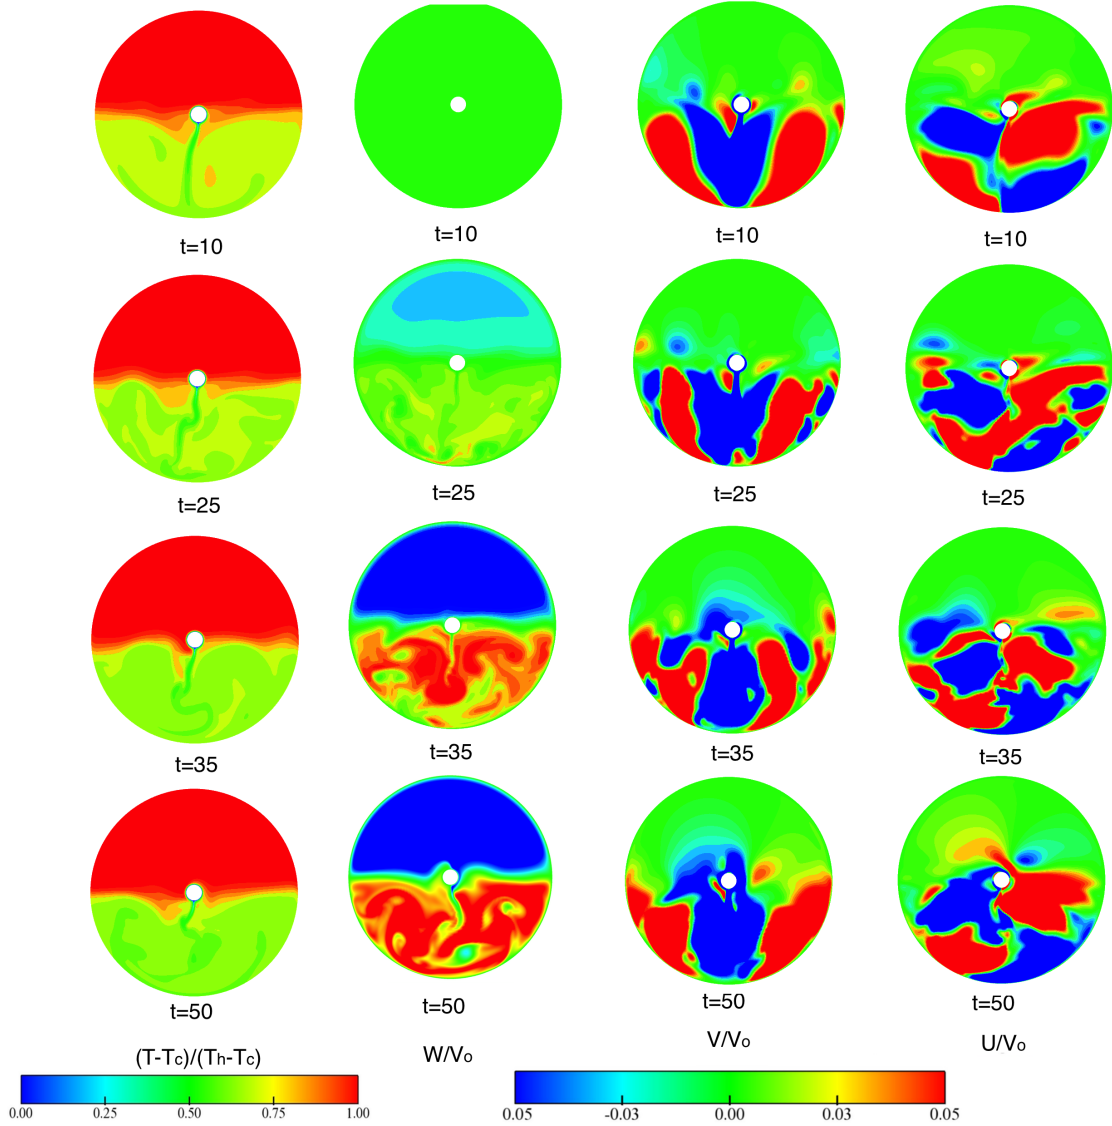 t=10 t=10 t=10 t=10
t=25 t=25 t=25 t=25
t=35 t=35 t=35 t=35
t=50 t=50 t=50 t=50
(T-Tc)/(Th-Tc) W/Vo V/Vo U/Vo
0.00 0.25 0.50 0.75 1.00
0.05 -0.03 0.00 0.03 0.05